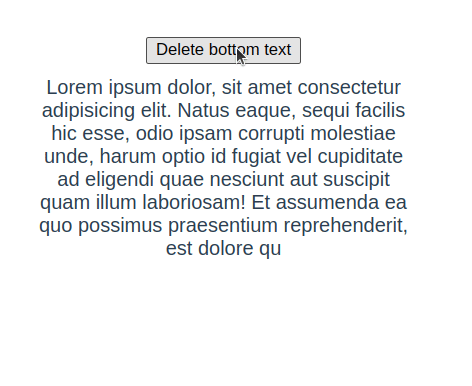 Delete bottom text
Lorem ipsum dolor, sit amet consectetur
adipisicing elit. Natus eaque, sequi facilis
hic esse, odio ipsam corrupti molestiae
unde, harum optio id fugiat vel cupiditate
ad eligendi quae nesciunt aut suscipit
quam illum laboriosam! Et assumenda ea
quo possimus praesentium reprehenderit,
est dolore qu